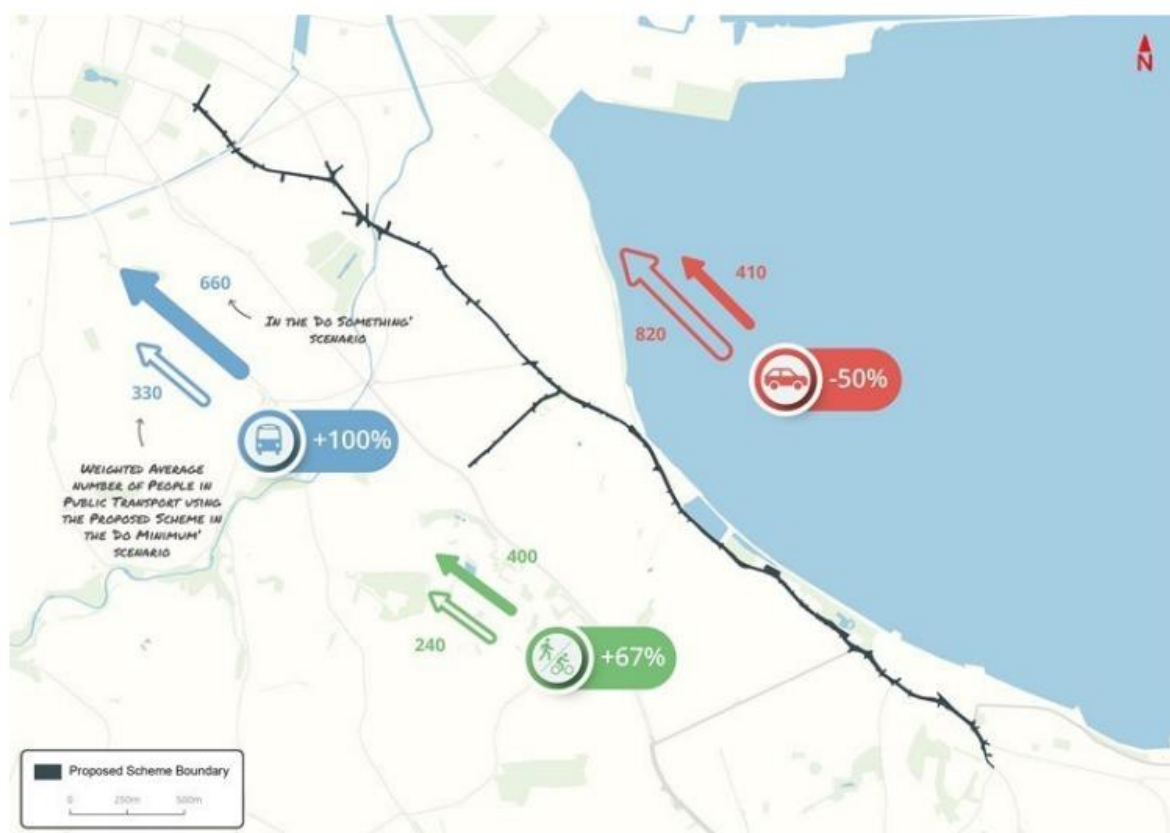 N
410
660
IN THE 'DO SOMETHING'
SCENARIO
820
-50%
330
+100%
WEIGHTED AVERAGE
NUMBER OF PEOPLE IN
PUBLIC TRANSPORT USING
THE PROPOSED SCHEME IN
THE 'DO MINIMUM'
SCENARIO
400
240
+67%
Proposed Scheme Boundary
0 250m 500m